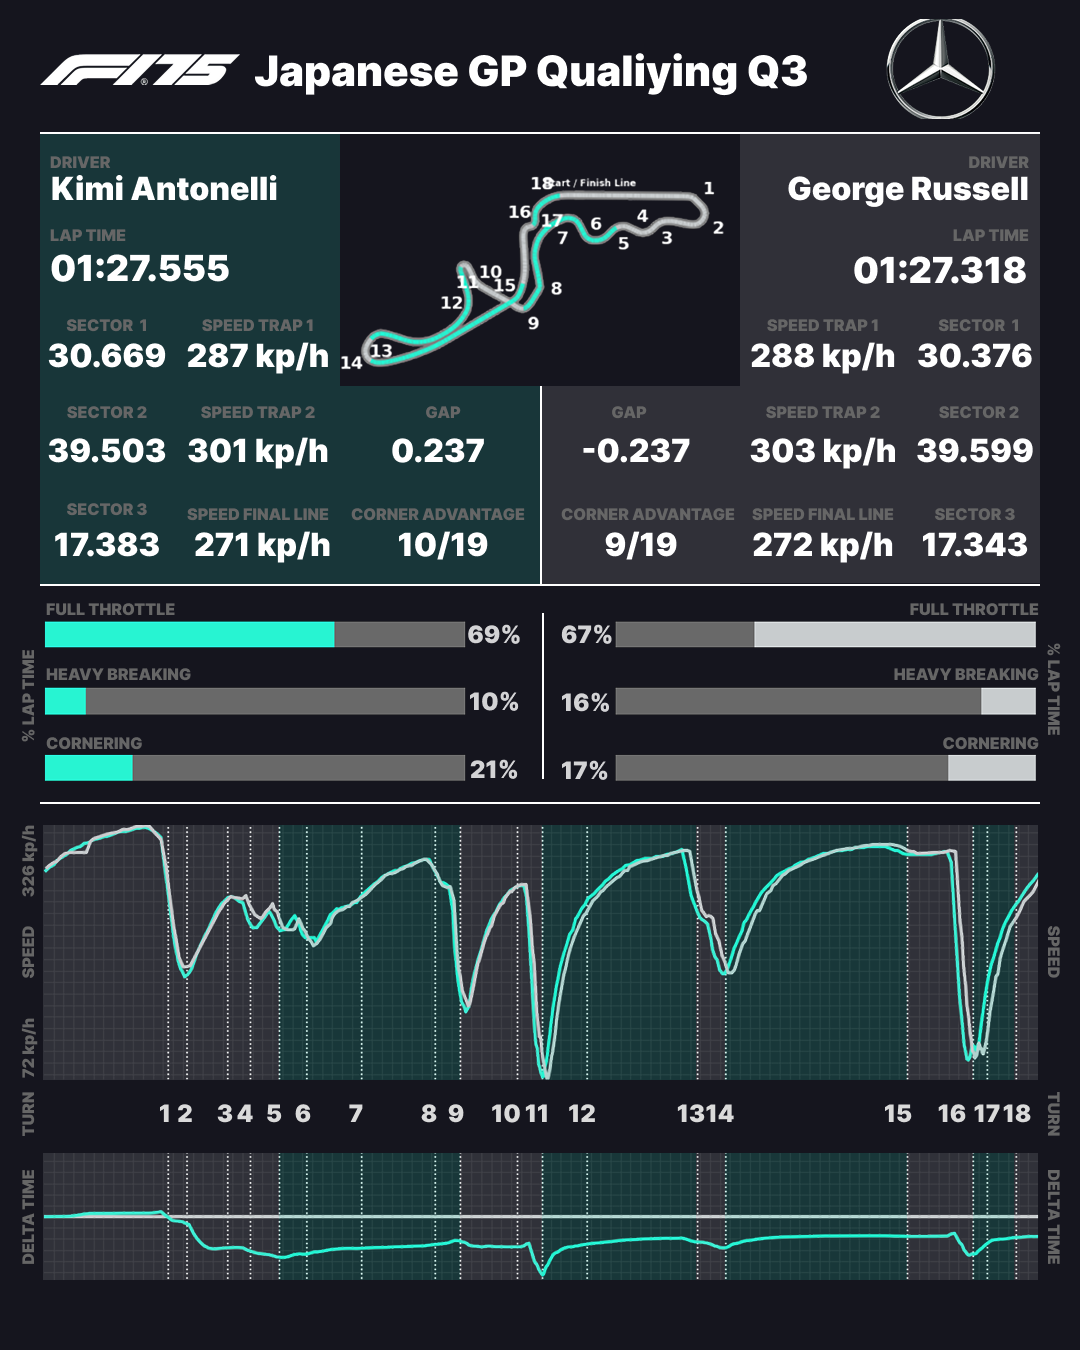 F1®75 Japanese GP Qualiying Q3
DRIVER
Kimi Antonelli
LAP TIME
01:27.555
SECTOR 1 SPEED TRAP 1
30.669 287 kp/h
SECTOR 2 SPEED TRAP 2 GAP
39.503 301 kp/h 0.237
SECTOR 3 SPEED FINAL LINE CORNER ADVANTAGE
17.383 271 kp/h 10/19
18 Start / Finish Line 1
16 17 6 4 2
7 5 3
10
11 15 8
12
9
13
14
DRIVER
George Russell
LAP TIME
01:27.318
SPEED TRAP 1 SECTOR 1
288 kp/h 30.376
GAP SPEED TRAP 2 SECTOR 2
-0.237 303 kp/h 39.599
CORNER ADVANTAGE SPEED FINAL LINE SECTOR 3
9/19 272 kp/h 17.343
% LAP TIME
FULL THROTTLE
69%
HEAVY BREAKING
10%
CORNERING
21%
FULL THROTTLE
67%
HEAVY BREAKING
16%
CORNERING
17%
% LAP TIME
326 kp/h
SPEED
72 kp/h
SPEED
TURN 1 2 3 4 5 6 7 8 9 10 11 12 13 14 15 16 17 18 TURN
DELTA TIME
DELTA TIME